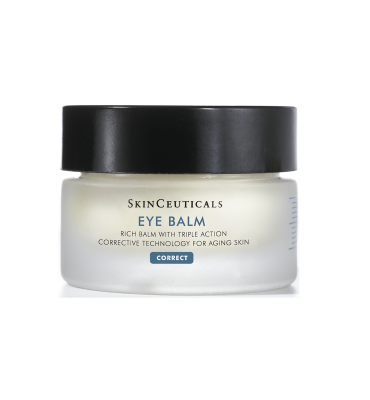 SKINCEUTICALS
EYE BALM
RICH BALM WITH TRIPLE ACTION
CORRECTIVE TECHNOLOGY FOR AGING SKIN
CORRECT